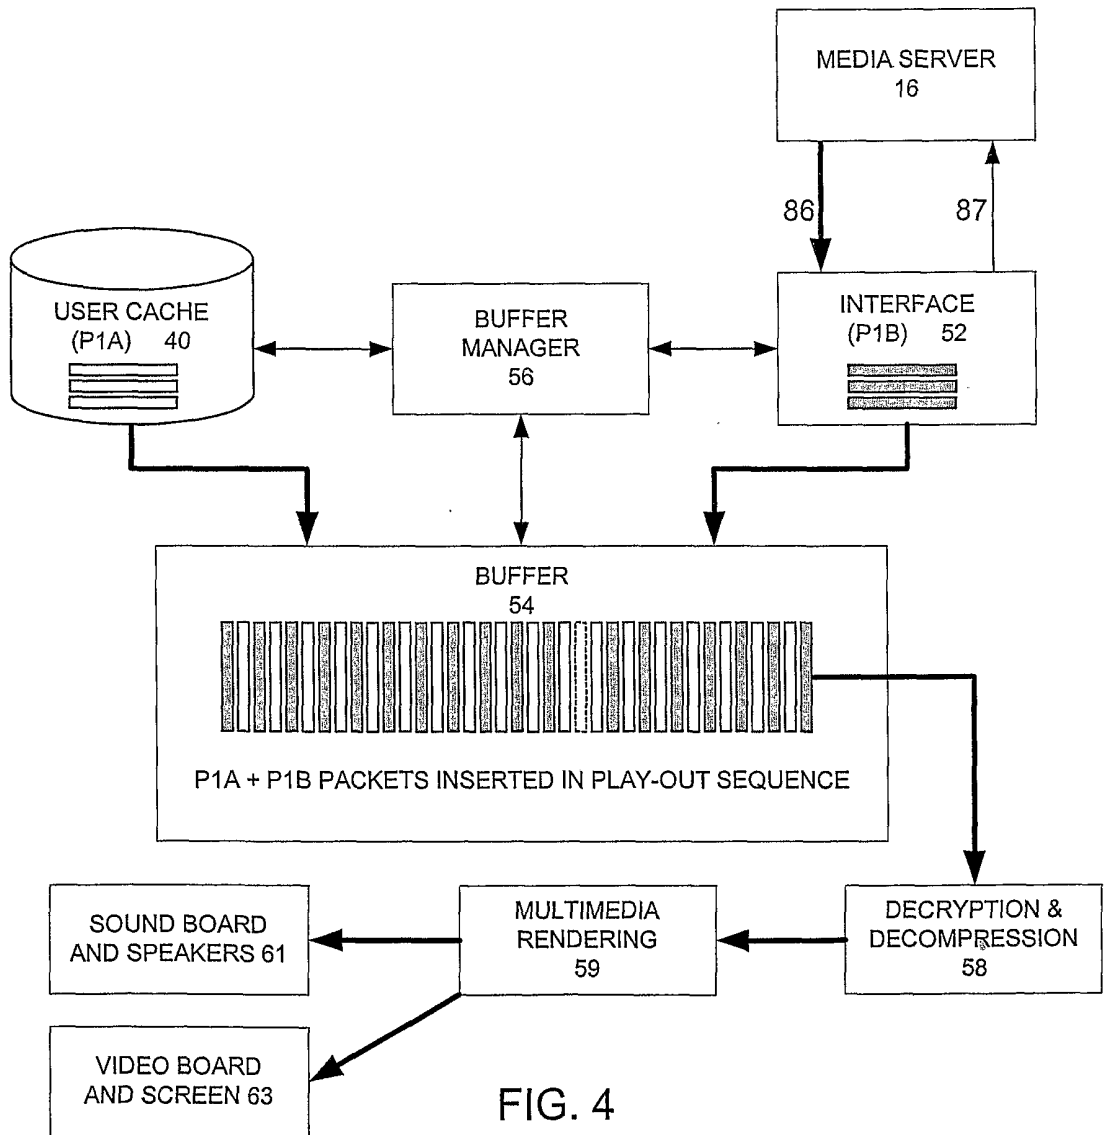 MEDIA SERVER
16
86
87
USER CACHE
(P1A) 40
BUFFER
MANAGER
56
INTERFACE
(P1B) 52
BUFFER
54
P1A + P1B PACKETS INSERTED IN PLAY-OUT SEQUENCE
SOUND BOARD
AND SPEAKERS 61
MULTIMEDIA
RENDERING
59
DECRYPTION &
DECOMPRESSION
58
VIDEO BOARD
AND SCREEN 63
FIG. 4